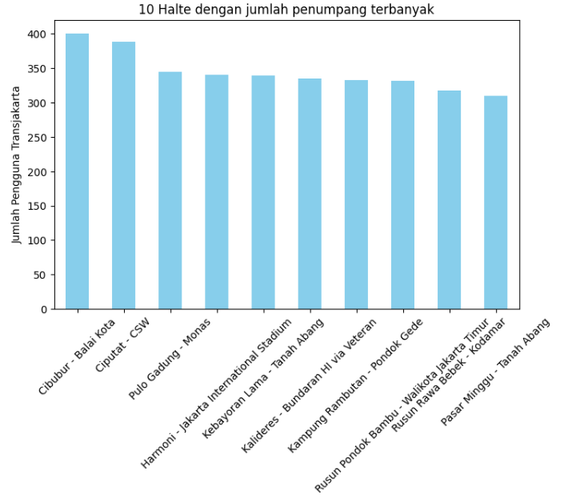 10 Halte dengan jumlah penumpang terbanyak
Jumlah Pengguna Transjakarta
400
350
300
250
200
150
100
50
0
Cibubur - Balai Kota
Ciputat - CSW
Pulo Gadung - Monas
Harmoni - Jakarta International Stadium
Kebayoran Lama - Tanah Abang
Kalideres - Bundaran HI via Veteran
Kampung Rambutan - Pondok Gede
Rusun Pondok Bambu - Walikota Jakarta Timur
Rusun Rawa Bebek - Kodamar
Pasar Minggu - Tanah Abang